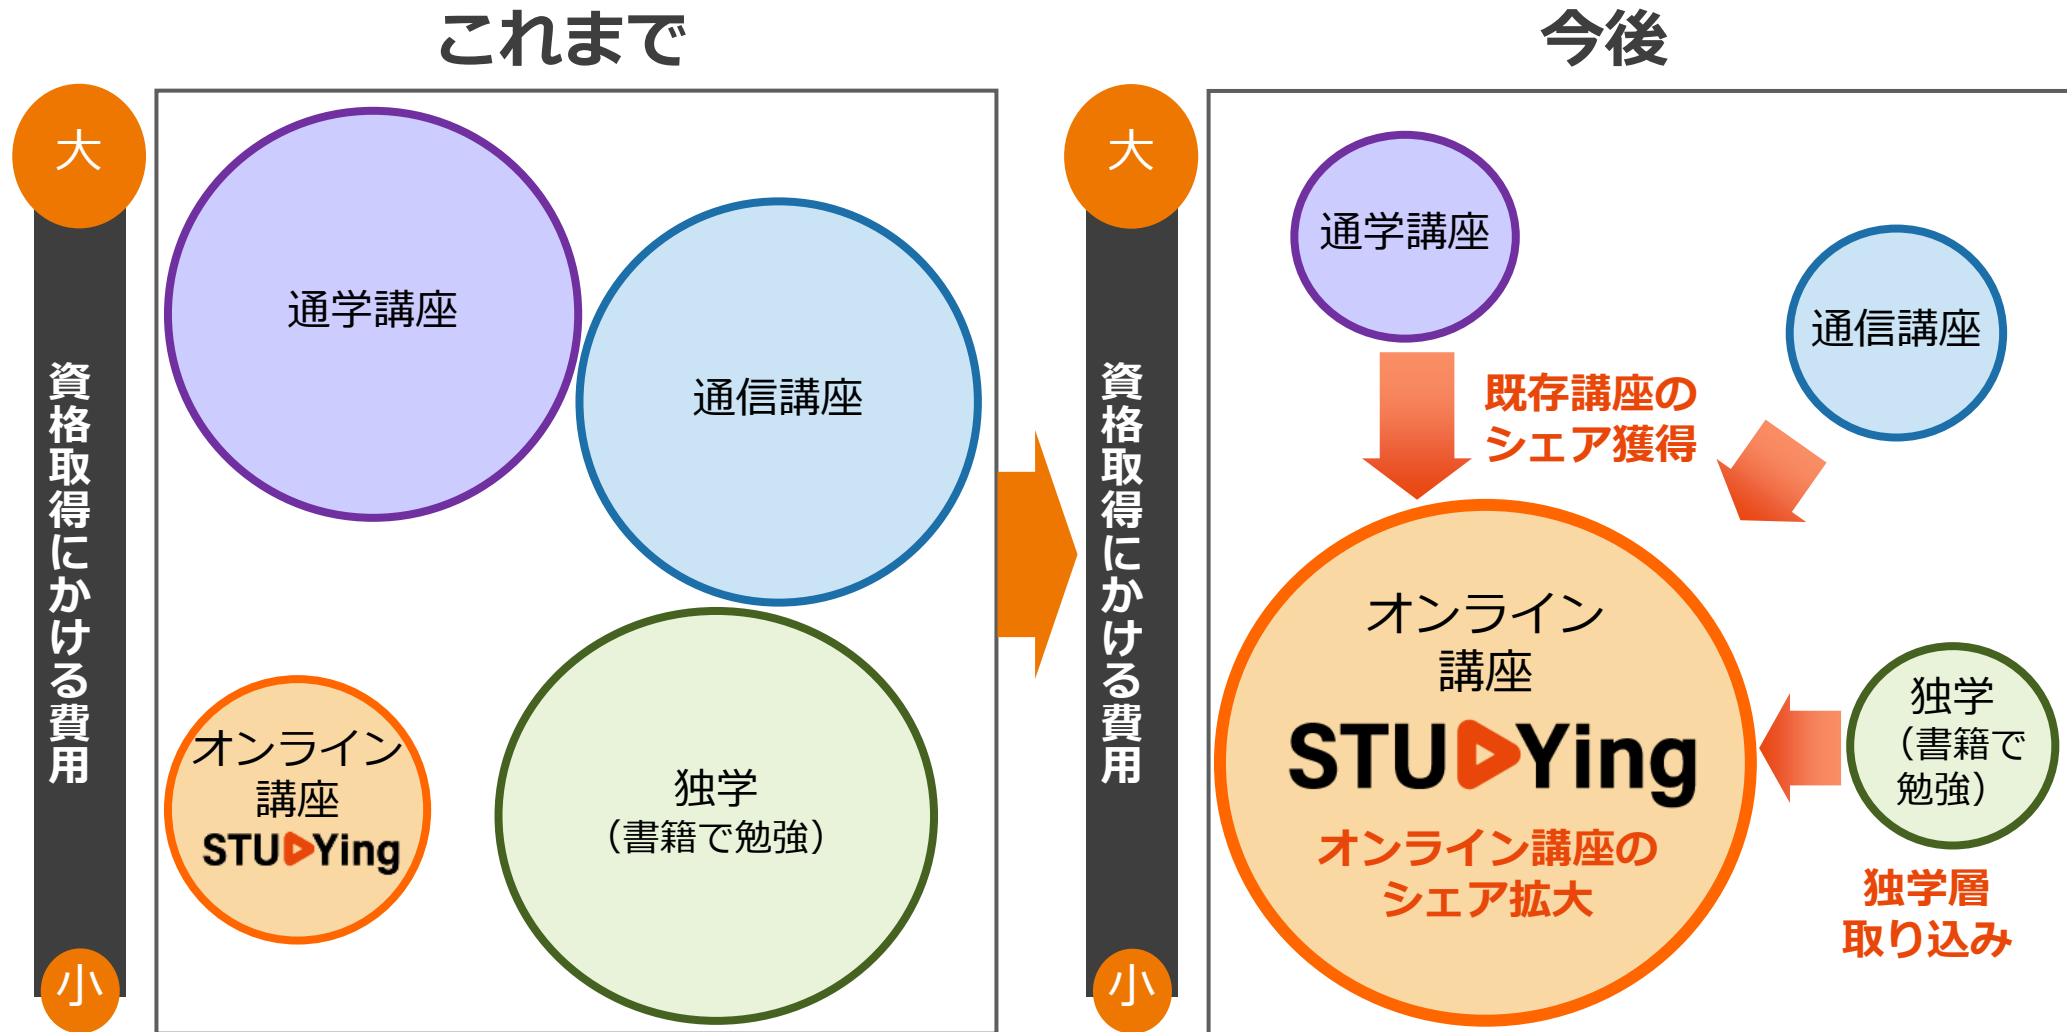 これまで
大
資格取得にかける費用
小
通学講座
通信講座
オンライン
講座
STUDYing
独学
（書籍で勉強）
今後
大
資格取得にかける費用
小
通学講座
通信講座
既存講座の
シェア獲得
オンライン
講座
STUDYing
オンライン講座の
シェア拡大
独学
（書籍で
勉強）
独学層
取り込み